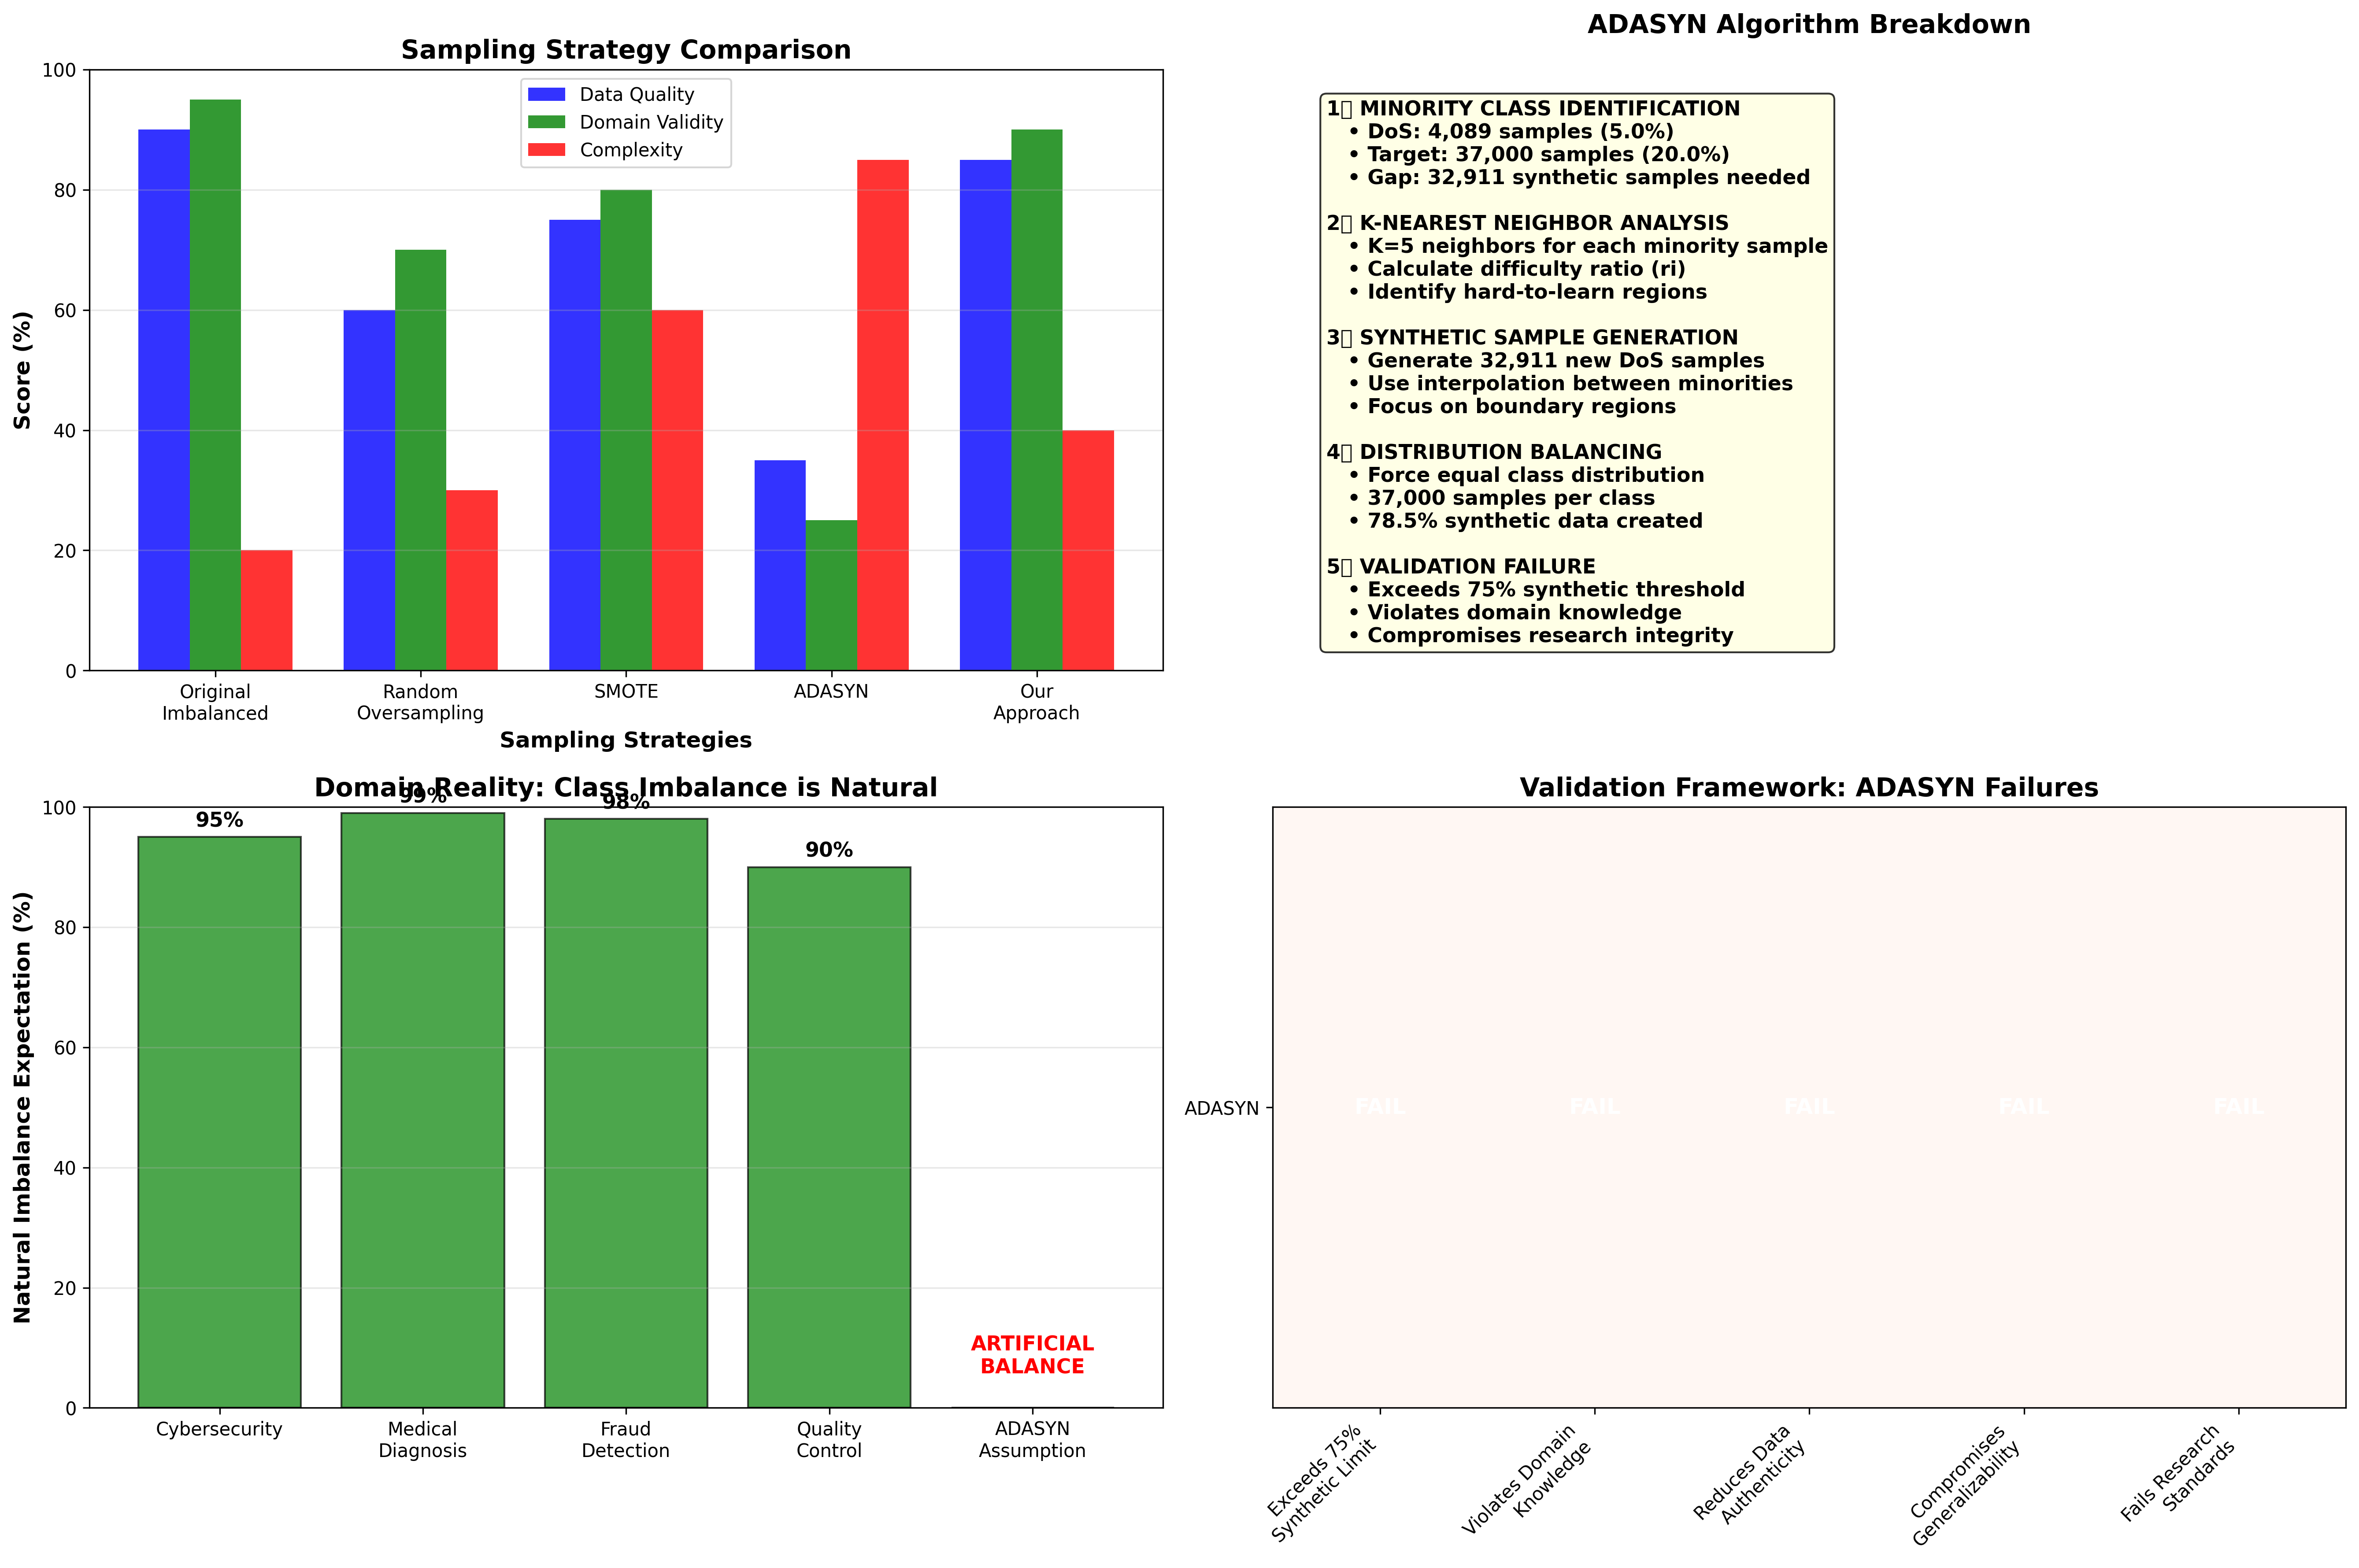 Sampling Strategy Comparison
100
80
60
40
20
0
Score (%)
Data Quality
Domain Validity
Complexity
Original
Imbalanced
Random
Oversampling
SMOTE
ADASYN
Our
Approach
Sampling Strategies
ADASYN Algorithm Breakdown
1▯ MINORITY CLASS IDENTIFICATION
• DoS: 4,089 samples (5.0%)
• Target: 37,000 samples (20.0%)
• Gap: 32,911 synthetic samples needed
2▯ K-NEAREST NEIGHBOR ANALYSIS
• K=5 neighbors for each minority sample
• Calculate difficulty ratio (ri)
• Identify hard-to-learn regions
3▯ SYNTHETIC SAMPLE GENERATION
• Generate 32,911 new DoS samples
• Use interpolation between minorities
• Focus on boundary regions
4▯ DISTRIBUTION BALANCING
• Force equal class distribution
• 37,000 samples per class
• 78.5% synthetic data created
5▯ VALIDATION FAILURE
• Exceeds 75% synthetic threshold
• Violates domain knowledge
• Compromises research integrity
Domain Reality: Class Imbalance is Natural
100
80
60
40
20
0
Natural Imbalance Expectation (%)
95%
99%
98%
90%
ARTIFICIAL
BALANCE
Cybersecurity
Medical
Diagnosis
Fraud
Detection
Quality
Control
ADASYN
Assumption
Validation Framework: ADASYN Failures
ADASYN
FAIL
FAIL
FAIL
FAIL
FAIL
Exceeds 75%
Synthetic Limit
Violates Domain
Knowledge
Reduces Data
Authenticity
Compromises
Generalizability
Fails Research
Standards